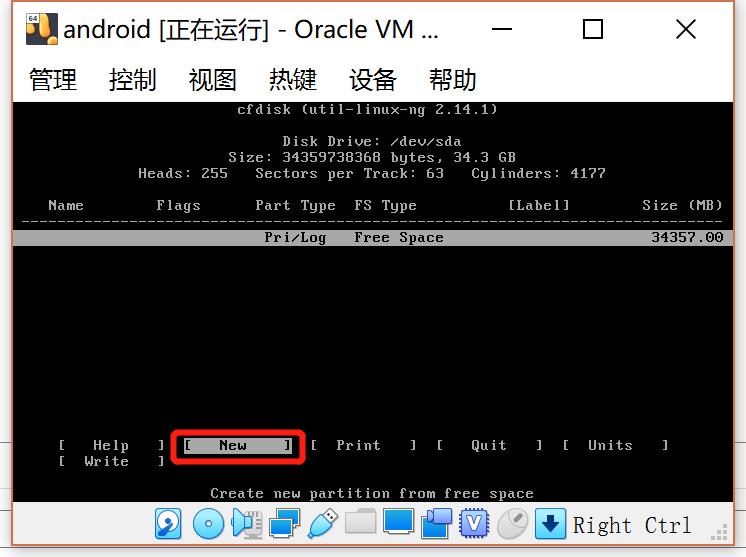 64 android [正在运行] - Oracle VM ...
管理 控制 视图 热键 设备 帮助
cfdisk (util-linux-ng 2.14.1)
Disk Drive: /dev/sda
Size: 34359738368 bytes, 34.3 GB
Heads: 255 Sectors per Track: 63 Cylinders: 4177
Name Flags Part Type FS Type [Label] Size (MB)
Pri/Log Free Space 34357.00
[ Help ] [ New ] [ Print ] [ Quit ] [ Units ]
[ Write ]
Create new partition from free space
V Right Ctrl